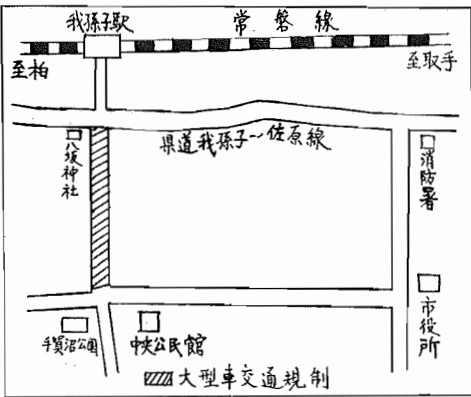 我孫子駅
常磐線
至柏
至取手
県道我孫子〜佐原線
八坂神社
消防署
市役所
手賀沼公園
中央公民館
大型車交通規制